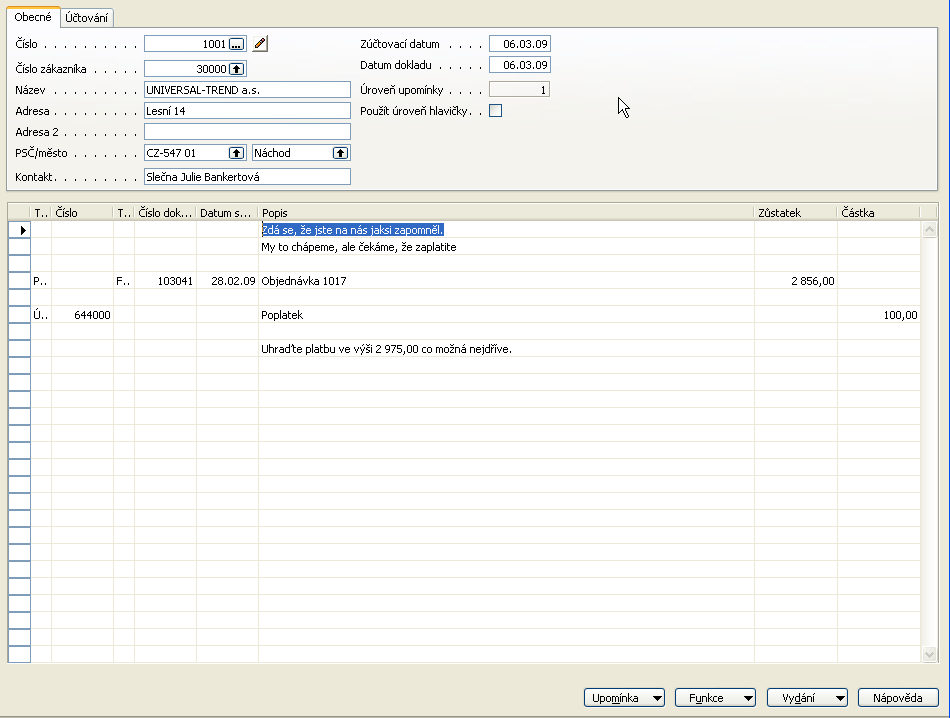 Obecné Účtování
Číslo . . . . . . . . . . 1001 ... Zúčtovací datum . . . . 06.03.09
Číslo zákazníka . . . . . 30000 Datum dokladu . . . . . 06.03.09
Název . . . . . . . . . UNIVERSAL-TREND a.s. Úroveň upomínky . . . . 1
Adresa . . . . . . . . . Lesní 14 Použít úroveň hlavičky . .
Adresa 2 . . . . . . . .
PSČ/město . . . . . . . CZ-547 01 Náchod
Kontakt . . . . . . . . . Slečna Julie Bankertová
T.. Číslo T.. Číslo dok... Datum s... Popis Zůstatek Částka
Zdá se, že jste na nás jaksi zapomněl.
My to chápeme, ale čekáme, že zaplatite
P.. F.. 103041 28.02.09 Objednávka 1017 2 856,00
Ú.. 644000 Poplatek 100,00
Uhraďte platbu ve výši 2 975,00 co možná nejdříve.
Upomínka Funkce Vydání Nápověda